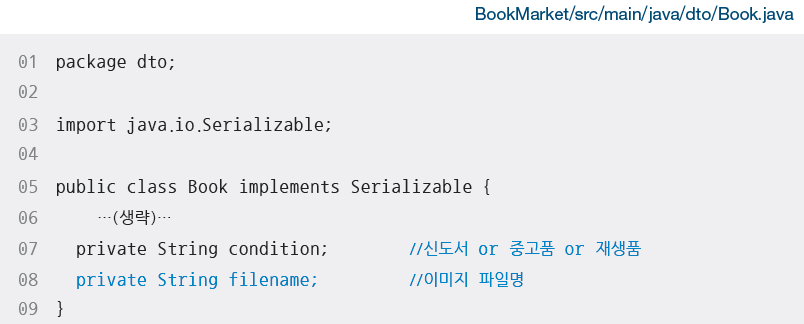 BookMarket/src/main/java/dto/Book.java
01 package dto;
02
03 import java.io.Serializable;
04
05 public class Book implements Serializable {
06 …(생략)…
07 private String condition; //신도서 or 중고품 or 재생품
08 private String filename; //이미지 파일명
09 }